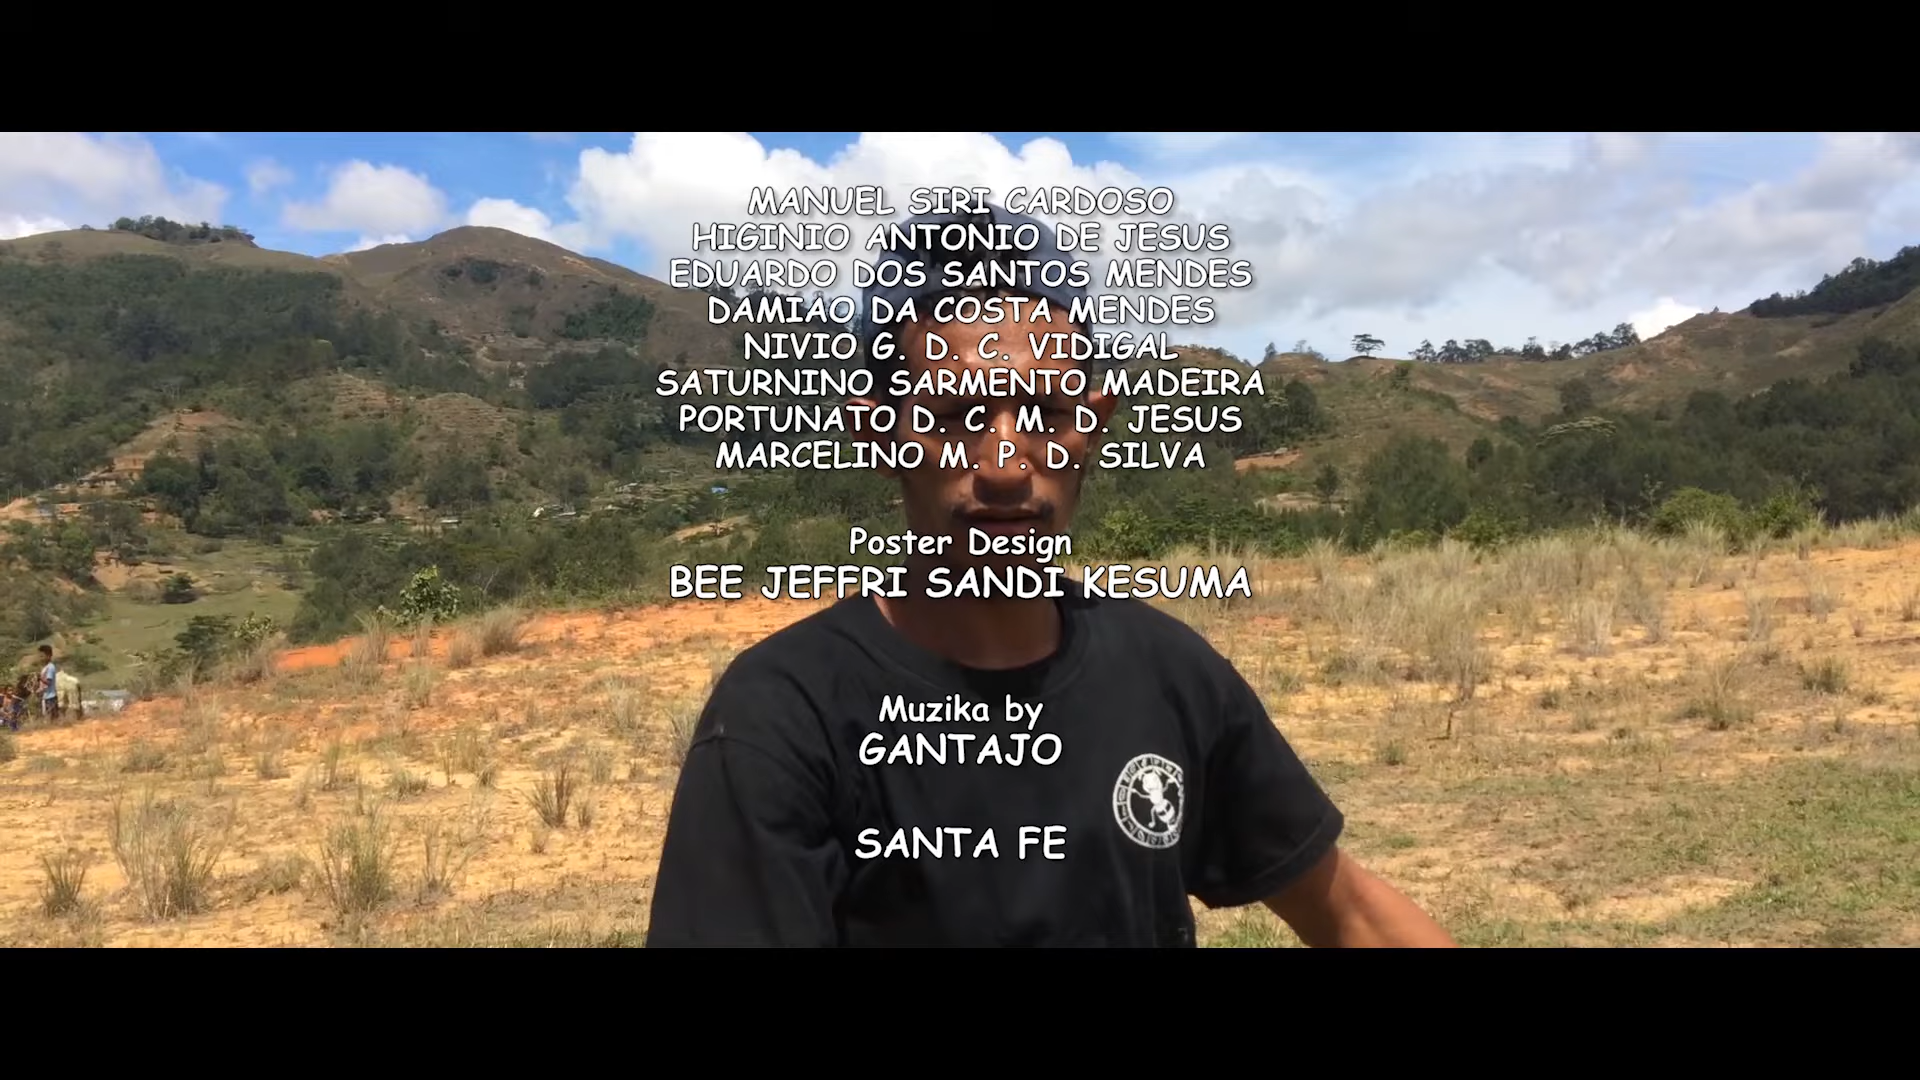 MANUEL SIRI CARDOSO
HIGINIO ANTONIO DE JESUS
EDUARDO DOS SANTOS MENDES
DAMIAO DA COSTA MENDES
NIVIO G. D. C. VIDIGAL
SATURNINO SARMENTO MADEIRA
PORTUNATO D. C. M. D. JESUS
MARCELINO M. P. D. SILVA
Poster Design
BEE JEFFRI SANDI KESUMA
Muzika by
GANTAJO
SANTA FE